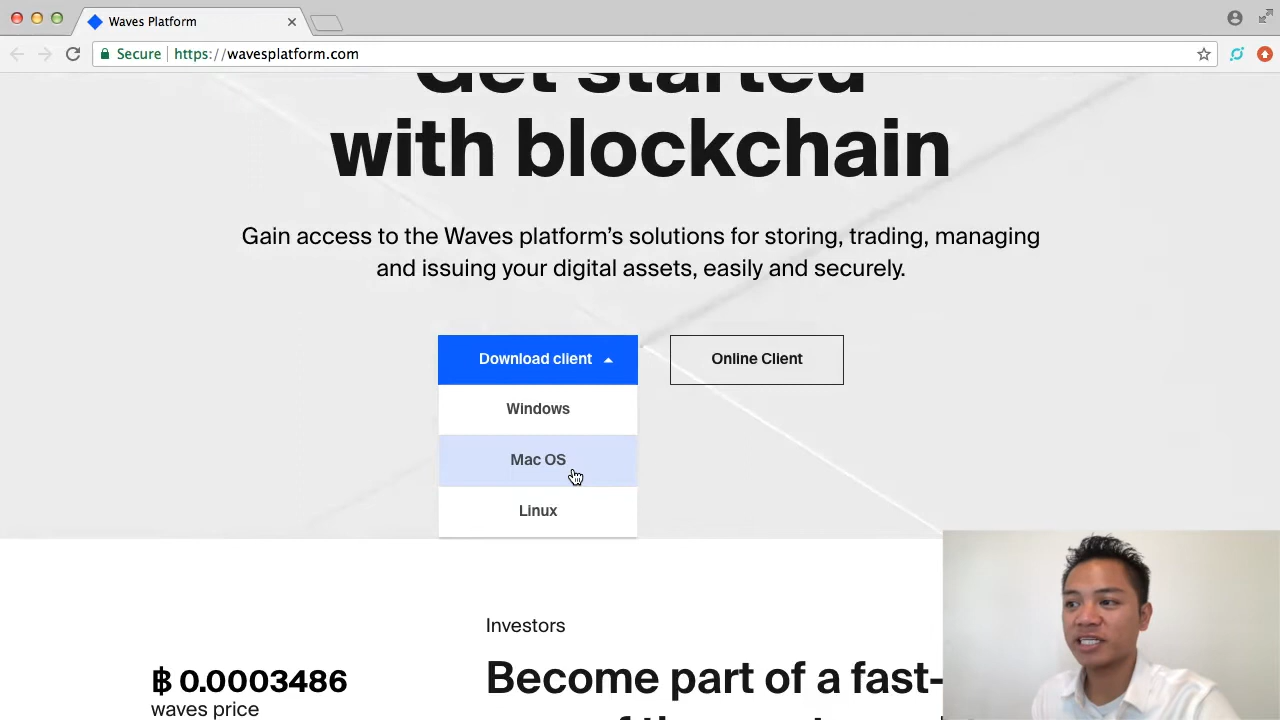 Waves Platform
Secure https://wavesplatform.com
Get started
with blockchain
Gain access to the Waves platform’s solutions for storing, trading, managing
and issuing your digital assets, easily and securely.
Download client
Online Client
Windows
Mac OS
Linux
Investors
Become part of a fast-
฿ 0.0003486
waves price